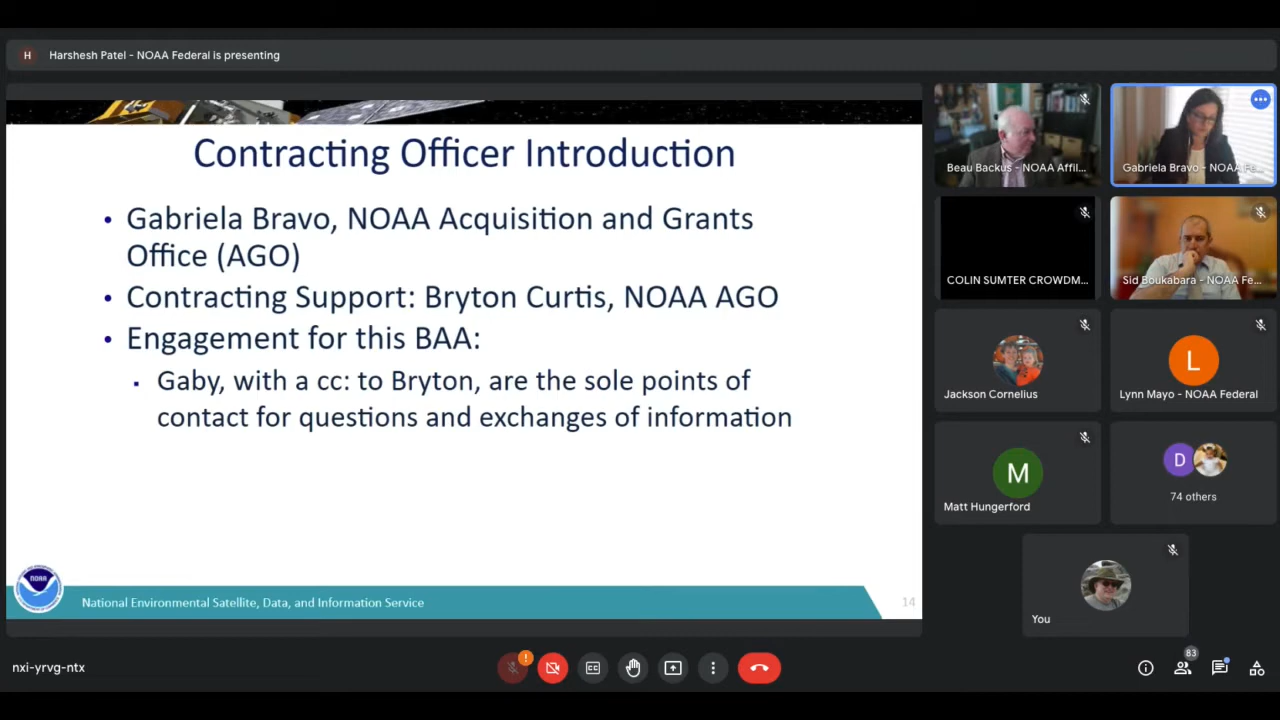 H Harshesh Patel - NOAA Federal is presenting
Contracting Officer Introduction
• Gabriela Bravo, NOAA Acquisition and Grants
Office (AGO)
• Contracting Support: Bryton Curtis, NOAA AGO
• Engagement for this BAA:
▪ Gaby, with a cc: to Bryton, are the sole points of
contact for questions and exchanges of information
NOAA
National Environmental Satellite, Data, and Information Service
14
Beau Backus - NOAA Affil...
Gabriela Bravo - NOAA Fe...
COLIN SUMTER CROWDM...
Sid Boukabara - NOAA Fe...
Jackson Cornelius
L
Lynn Mayo - NOAA Federal
M
Matt Hungerford
D
74 others
You
nxi-yrvg-ntx
!
CC
83